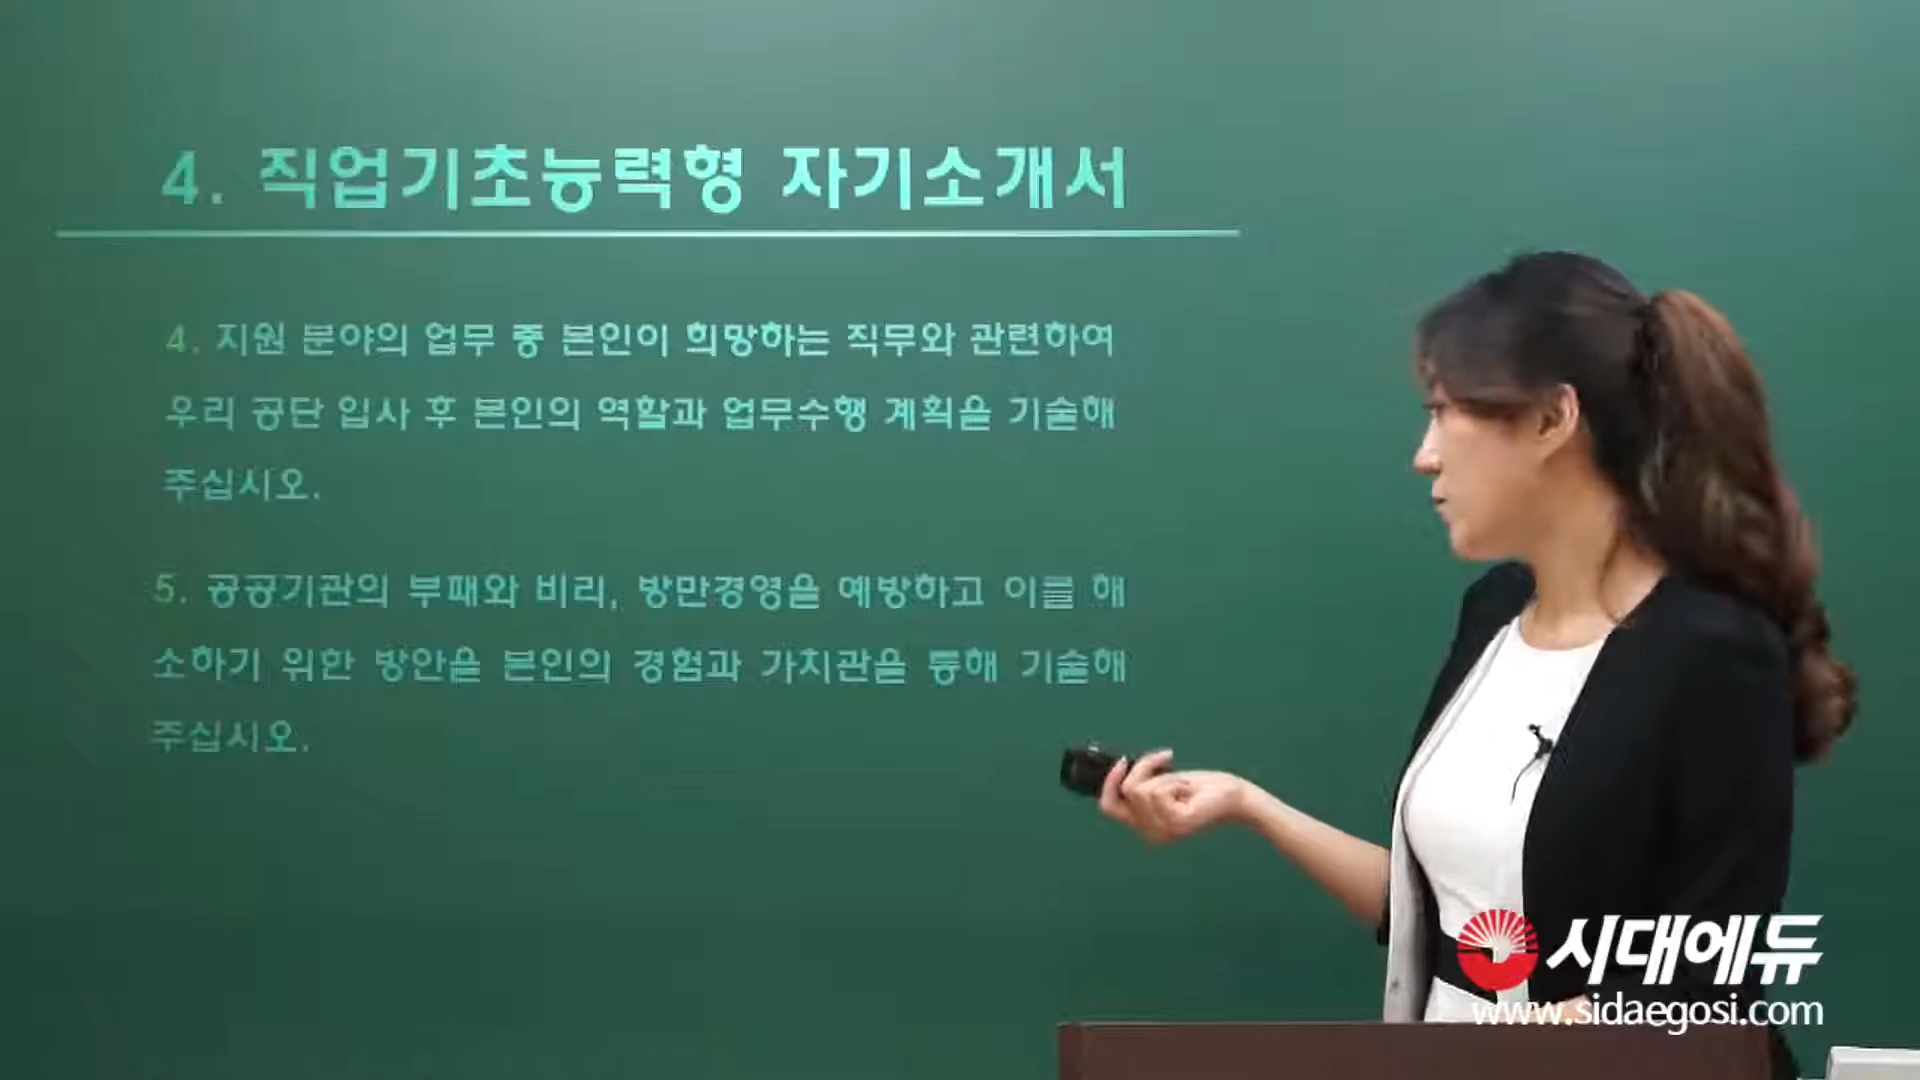 4. 직업기초능력형 자기소개서
4. 지원 분야의 업무 중 본인이 희망하는 직무와 관련하여
우리 공단 입사 후 본인의 역할과 업무수행 계획을 기술해
주십시오.
5. 공공기관의 부패와 비리, 방만경영을 예방하고 이를 해
소하기 위한 방안을 본인의 경험과 가치관을 통해 기술해
주십시오.
시대에듀
www.sidaegosi.com